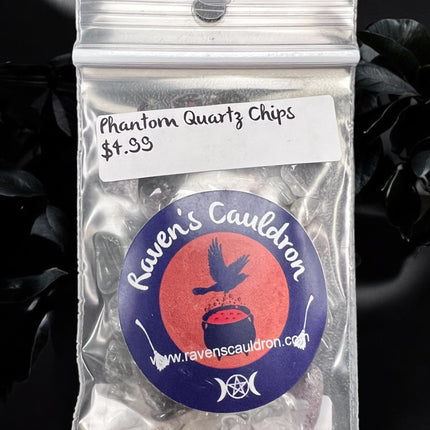 Phantom Quartz Chips
$4.99
Raven's Cauldron
www.ravenscauldron.com